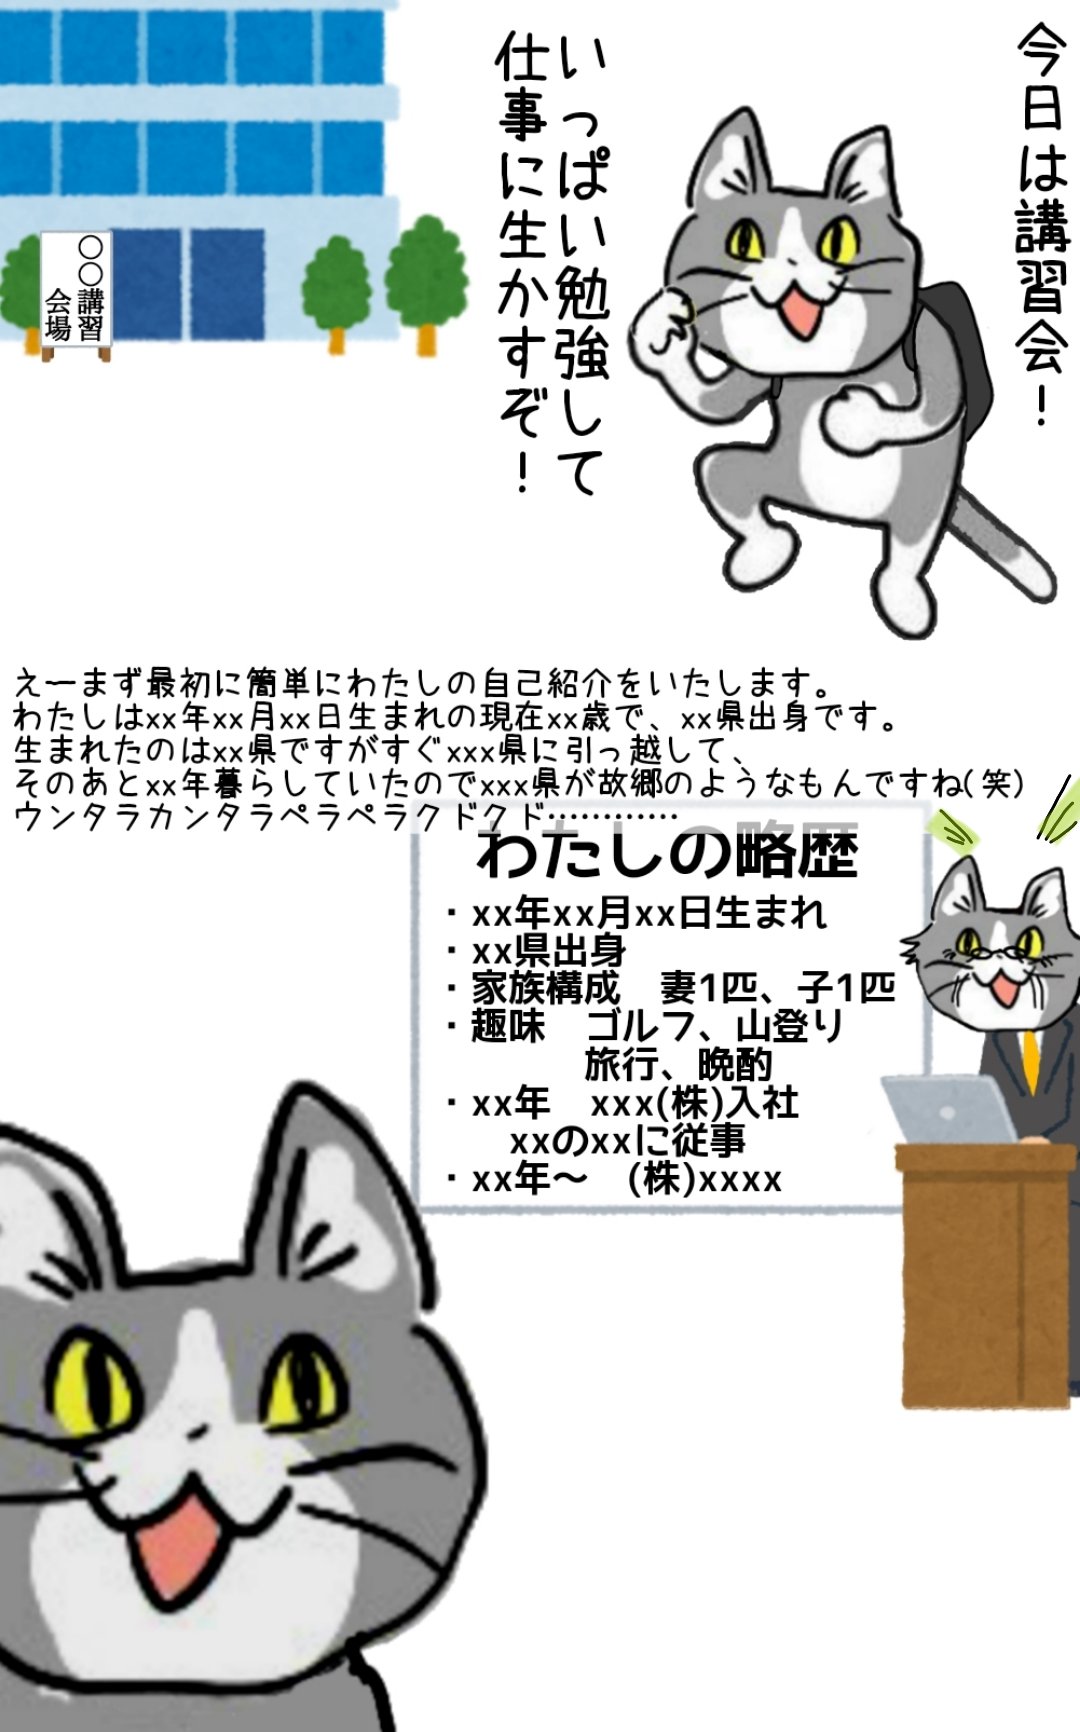 今日は講習会！
いっぱい勉強して
仕事に生かすぞ！
〇〇講習
会場
えーまず最初に簡単にわたしの自己紹介をいたします。
わたしはxx年xx月xx日生まれの現在xx歳で、xx県出身です。
生まれたのはxx県ですがすぐxxx県に引っ越して、
そのあとxx年暮らしていたのでxxx県が故郷のようなもんですね(笑)
ウンタラカンタラペラペラクドクド…………
わたしの略歴
・xx年xx月xx日生まれ
・xx県出身
・家族構成　妻1匹、子1匹
・趣味　ゴルフ、山登り
旅行、晩酌
・xx年　xxx(株)入社
xxのxxに従事
・xx年～　(株)xxxx